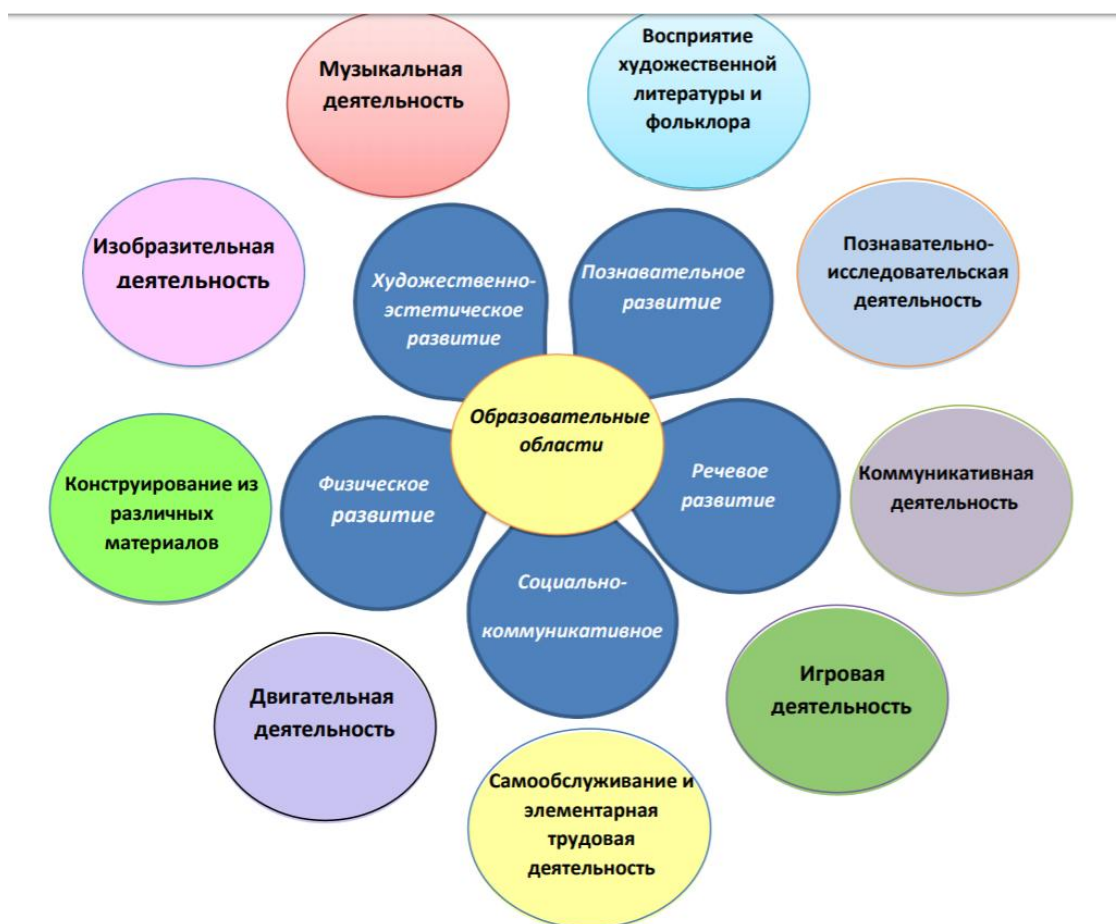 Музыкальная
деятельность
Восприятие
художественной
литературы и
фольклора
Изобразительная
деятельность
Художественно-
эстетическое
развитие
Познавательное
развитие
Познавательно-
исследовательская
деятельность
Образовательные
области
Конструирование из
различных
материалов
Физическое
развитие
Речевое
развитие
Коммуникативная
деятельность
Социально-
коммуникативное
Двигательная
деятельность
Игровая
деятельность
Самообслуживание и
элементарная
трудовая
деятельность